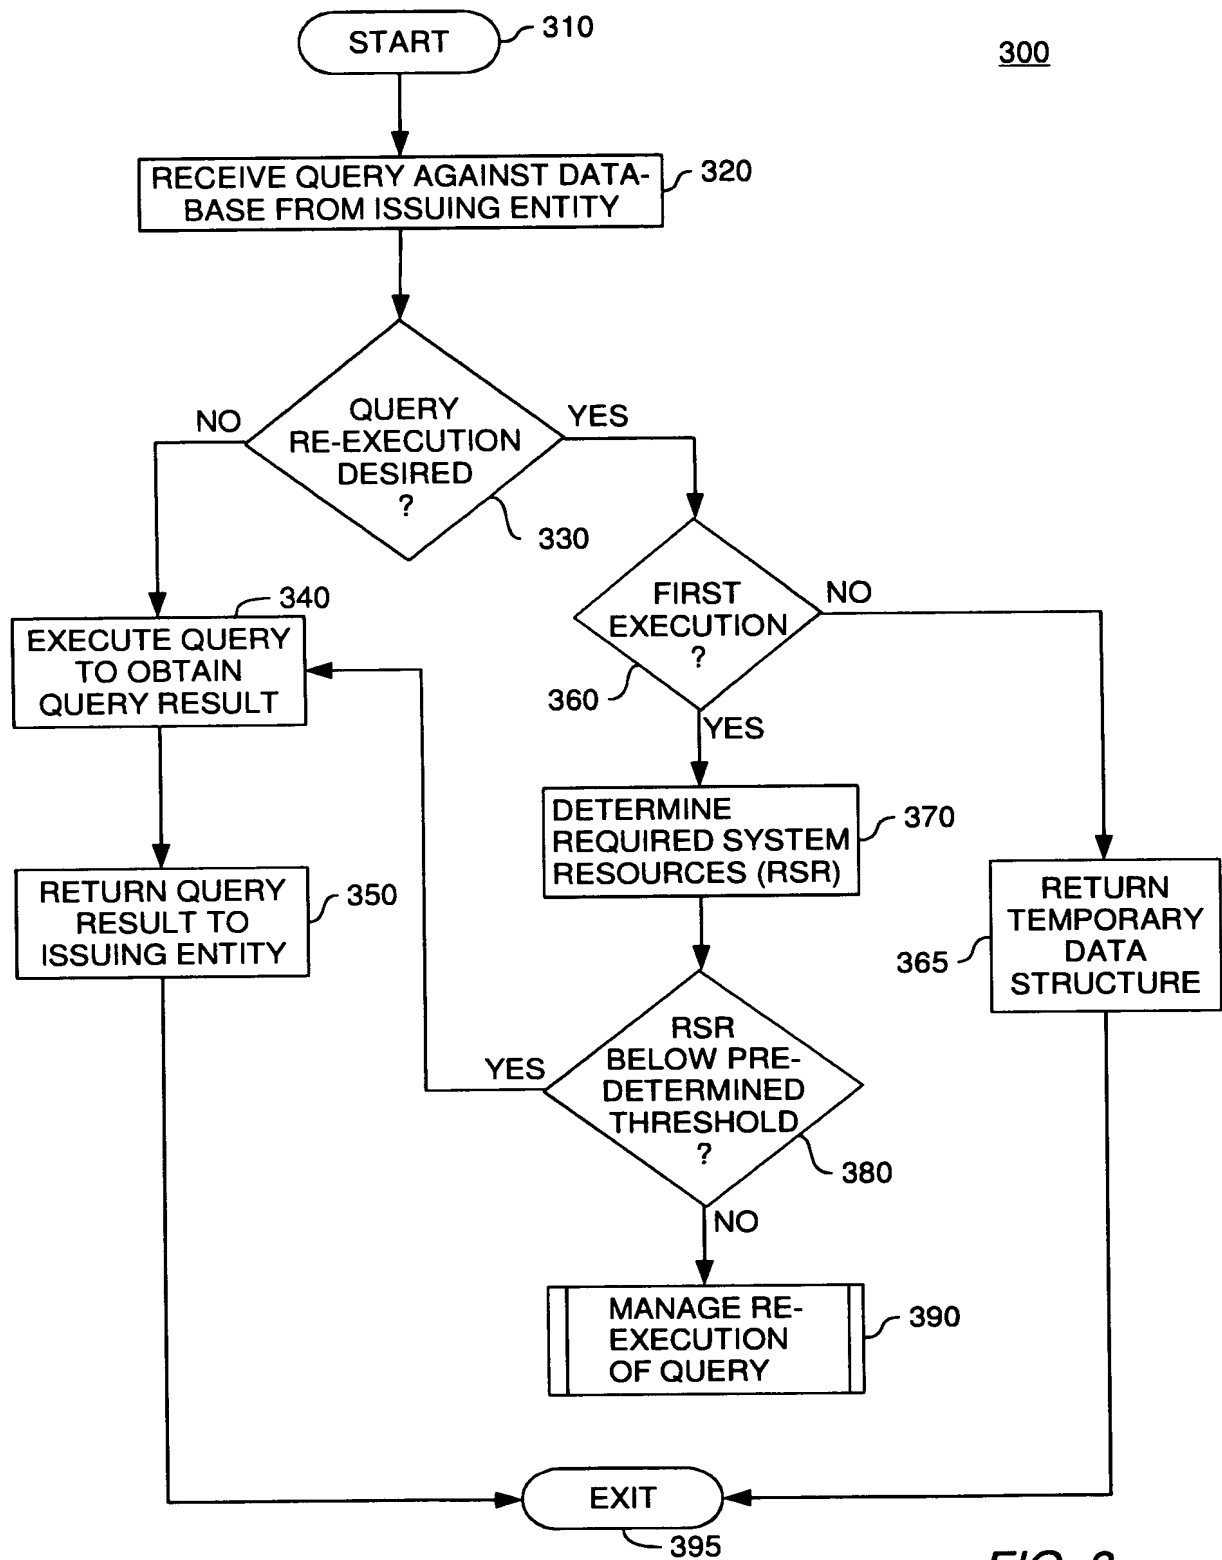 START
310
300
RECEIVE QUERY AGAINST DATA-
BASE FROM ISSUING ENTITY
320
NO
QUERY
RE-EXECUTION
DESIRED
?
YES
330
340
EXECUTE QUERY
TO OBTAIN
QUERY RESULT
FIRST
EXECUTION
?
NO
360
YES
DETERMINE
REQUIRED SYSTEM
RESOURCES (RSR)
370
RETURN QUERY
RESULT TO
ISSUING ENTITY
350
RETURN
TEMPORARY
DATA
STRUCTURE
365
YES
RSR
BELOW PRE-
DETERMINED
THRESHOLD
?
380
NO
MANAGE RE-
EXECUTION
OF QUERY
390
EXIT
395
FIG.